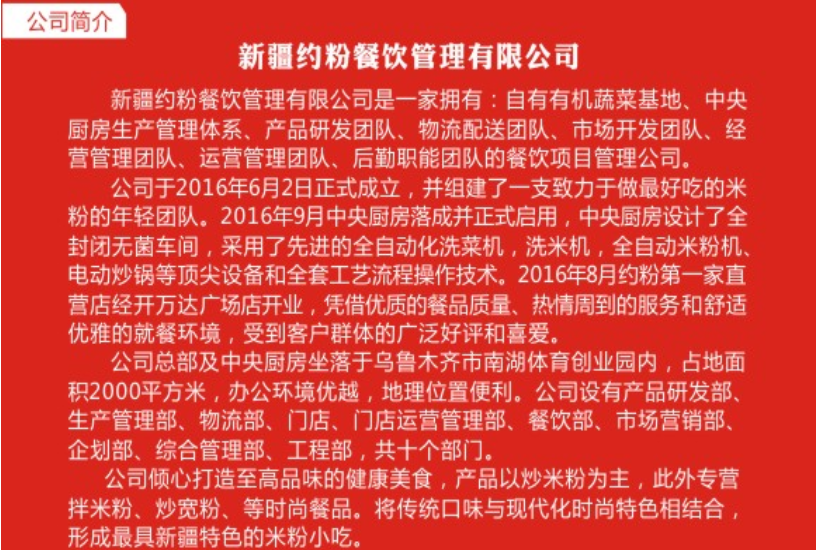 公司简介
新疆约粉餐饮管理有限公司
新疆约粉餐饮管理有限公司是一家拥有：自有有机蔬菜基地、中央
厨房生产管理体系、产品研发团队、物流配送团队、市场开发团队、经
营管理团队、运营管理团队、后勤职能团队的餐饮项目管理公司。
公司于2016年6月2日正式成立，并组建了一支致力于做最好吃的米
粉的年轻团队。2016年9月中央厨房落成并正式启用，中央厨房设计了全
封闭无菌车间，采用了先进的全自动化洗菜机，洗米机，全自动米粉机、
电动炒锅等顶尖设备和全套工艺流程操作技术。2016年8月约粉第一家直
营店经开万达广场店开业，凭借优质的餐品质量、热情周到的服务和舒适
优雅的就餐环境，受到客户群体的广泛好评和喜爱。
公司总部及中央厨房坐落于乌鲁木齐市南湖体育创业园内，占地面
积2000平方米，办公环境优越，地理位置便利。公司设有产品研发部、
生产管理部、物流部、门店、门店运营管理部、餐饮部、市场营销部、
企划部、综合管理部、工程部，共十个部门。
公司倾心打造至高品味的健康美食，产品以炒米粉为主，此外专营
拌米粉、炒宽粉、等时尚餐品。将传统口味与现代化时尚特色相结合，
形成最具新疆特色的米粉小吃。